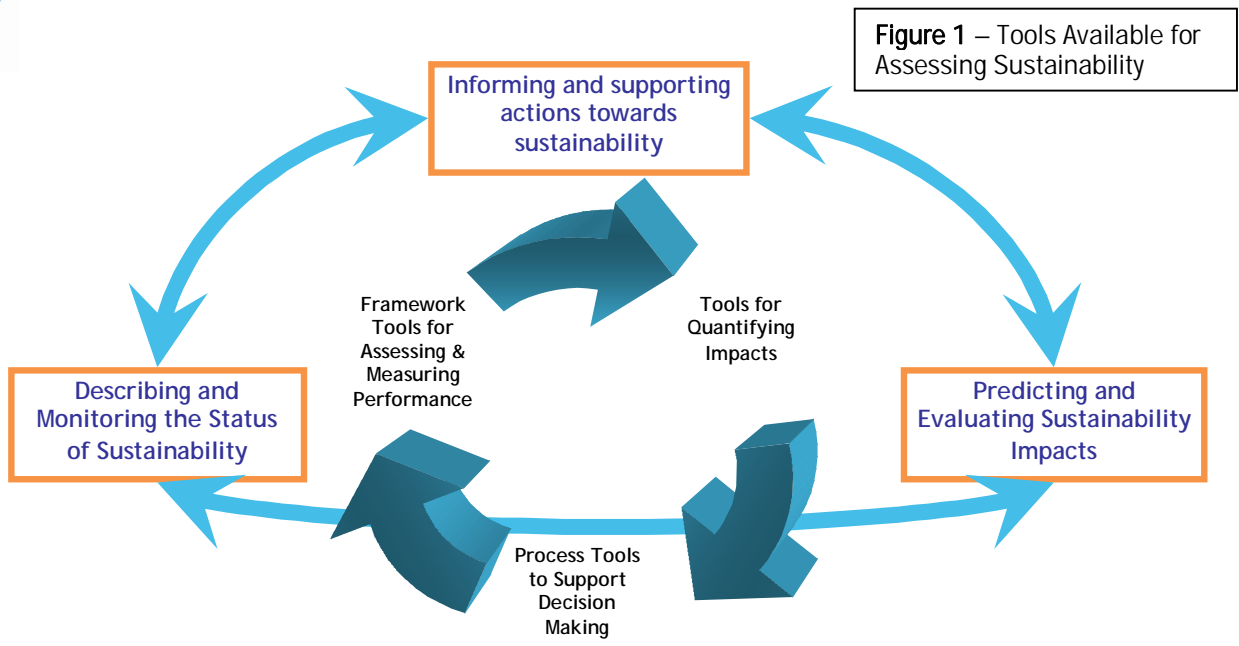 Figure 1 – Tools Available for
Assessing Sustainability
Informing and supporting
actions towards
sustainability
Framework
Tools for
Assessing &
Measuring
Performance
Tools for
Quantifying
Impacts
Describing and
Monitoring the Status
of Sustainability
Predicting and
Evaluating Sustainability
Impacts
Process Tools
to Support
Decision
Making